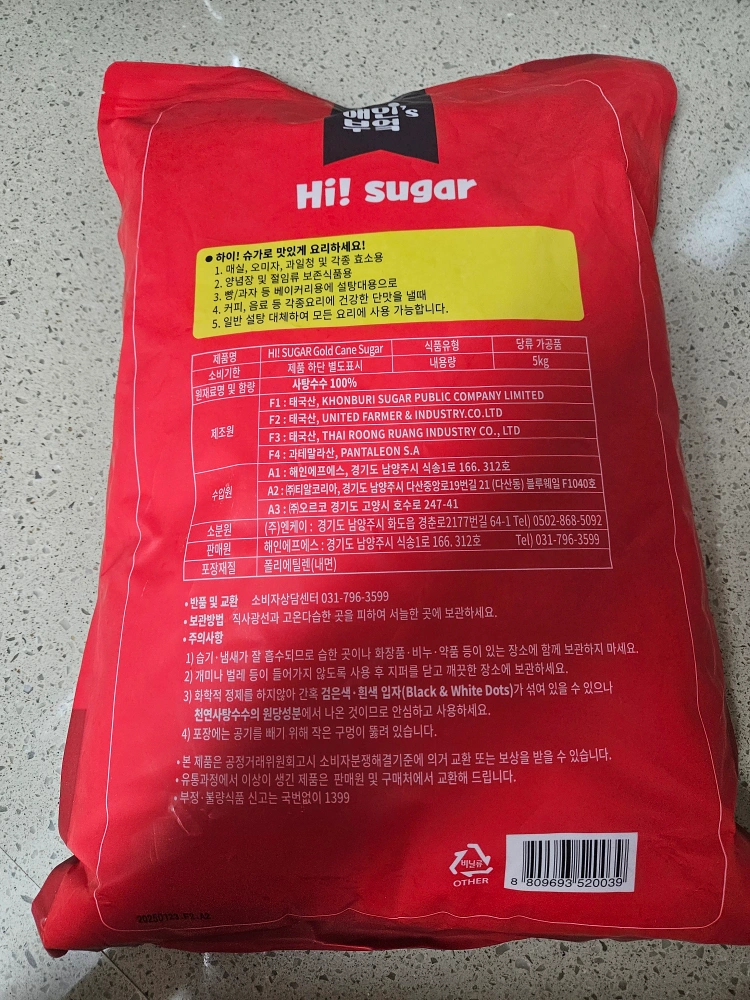 애인's
부엌
Hi! sugar
● 하이! 슈가로 맛있게 요리하세요!
1. 매실, 오미자, 과일청 및 각종 효소용
2. 양념장 및 절임류 보존식품용
3. 빵/과자 등 베이커리용에 설탕대용으로
4. 커피, 음료 등 각종요리에 건강한 단맛을 낼때
5. 일반 설탕 대체하여 모든 요리에 사용 가능합니다.
제품명 HI! SUGAR Gold Cane Sugar 식품유형 당류 가공품
소비기한 제품 하단 별도표시 내용량 5kg
원재료명 및 함량 사탕수수 100%
제조원 F1 : 태국산, KHONBURI SUGAR PUBLIC COMPANY LIMITED
F2 : 태국산, UNITED FARMER & INDUSTRY.CO.LTD
F3 : 태국산, THAI ROONG RUANG INDUSTRY CO., LTD
F4 : 과테말라산, PANTALEON S.A
수입원 A1 : 해인에프에스, 경기도 남양주시 식송1로 166. 312호
A2 : ㈜티알코리아, 경기도 남양주시 다산중앙로19번길 21 (다산동) 블루웨일 F1040호
A3 : ㈜오르코 경기도 고양시 호수로 247-41
소분원 (주)엔케이 : 경기도 남양주시 화도읍 경춘로2177번길 64-1 Tel) 0502-868-5092
판매원 해인에프에스 : 경기도 남양주시 식송1로 166. 312호 Tel) 031-796-3599
포장재질 폴리에틸렌(내면)
• 반품 및 교환 소비자상담센터 031-796-3599
• 보관방법 직사광선과 고온다습한 곳을 피하여 서늘한 곳에 보관하세요.
• 주의사항
1) 습기·냄새가 잘 흡수되므로 습한 곳이나 화장품·비누·약품 등이 있는 장소에 함께 보관하지 마세요.
2) 개미나 벌레 등이 들어가지 않도록 사용 후 지퍼를 닫고 깨끗한 장소에 보관하세요.
3) 화학적 정제를 하지않아 간혹 검은색·흰색 입자(Black & White Dots)가 섞여 있을 수 있으나
천연사탕수수의 원당성분에서 나온 것이므로 안심하고 사용하세요.
4) 포장에는 공기를 빼기 위해 작은 구멍이 뚫려 있습니다.
• 본 제품은 공정거래위원회고시 소비자분쟁해결기준에 의거 교환 또는 보상을 받을 수 있습니다.
• 유통과정에서 이상이 생긴 제품은 판매원 및 구매처에서 교환해 드립니다.
• 부정·불량식품 신고는 국번없이 1399
비닐류
OTHER
8 809693 520039